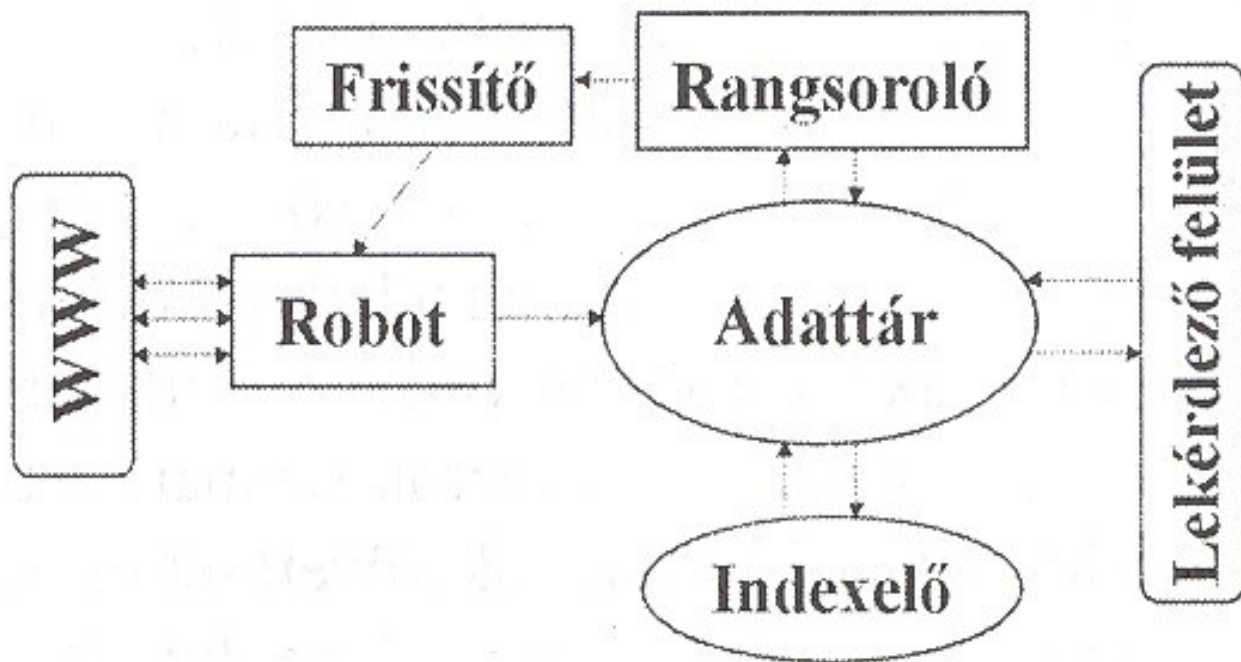 Frissítő
Rangsoroló
WWW
Robot
Adattár
Lekérdező felület
Indexelő